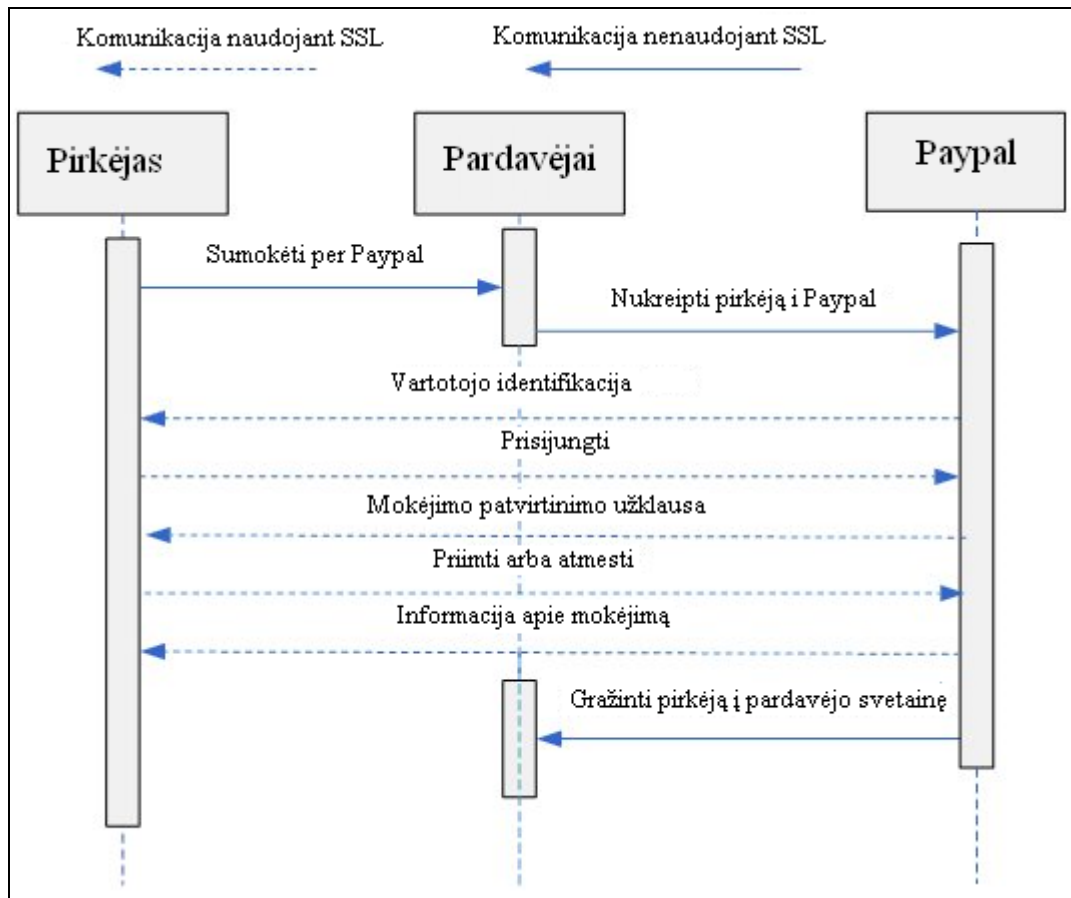 Komunikacija naudojant SSL
Komunikacija nenaudojant SSL
Pirkėjas
Pardavėjai
Paypal
Sumokėti per Paypal
Nukreipti pirkėją i Paypal
Vartotojo identifikacija
Prisijungti
Mokėjimo patvirtinimo užklausa
Priimti arba atmesti
Informacija apie mokėjimą
Gražinti pirkėją į pardavėjo svetainę